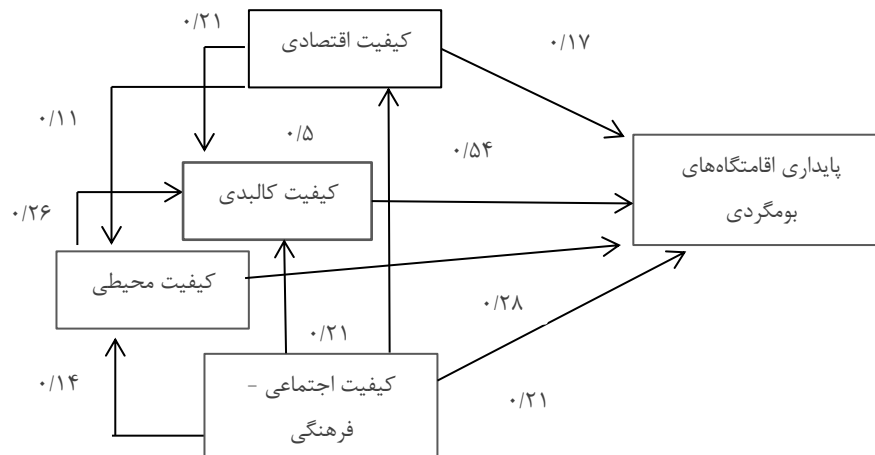 ۰/۲۱
کیفیت اقتصادی
۰/۱۷
۰/۱۱
۰/۵
۰/۵۴
پایداری اقامتگاه‌های
بومگردی
کیفیت کالبدی
۰/۲۶
کیفیت محیطی
۰/۲۸
۰/۲۱
۰/۱۴
کیفیت اجتماعی –
فرهنگی
۰/۲۱